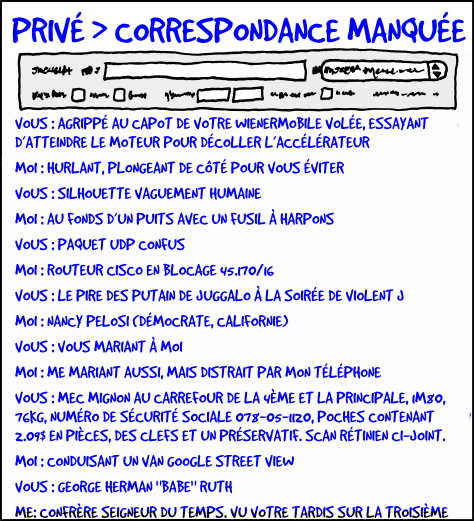 PRIVÉ > CORRESPONDANCE MANQUÉE
VOUS : AGRIPPÉ AU CAPOT DE VOTRE WIENERMOBILE VOLÉE, ESSAYANT
D'ATTEINDRE LE MOTEUR POUR DÉCOLLER L'ACCÉLÉRATEUR
MOI : HURLANT, PLONGEANT DE CÔTÉ POUR VOUS ÉVITER
VOUS : SILHOUETTE VAGUEMENT HUMAINE
MOI : AU FONDS D'UN PUITS AVEC UN FUSIL À HARPONS
VOUS : PAQUET UDP CONFUS
MOI : ROUTEUR CISCO EN BLOCAGE 45.170/16
VOUS : LE PIRE DES PUTAIN DE JUGGALO À LA SOIRÉE DE VIOLENT J
MOI : NANCY PELOSI (DÉMOCRATE, CALIFORNIE)
VOUS : VOUS MARIANT À MOI
MOI : ME MARIANT AUSSI, MAIS DISTRAIT PAR MON TÉLÉPHONE
VOUS : MEC MIGNON AU CARREFOUR DE LA 4ÈME ET LA PRINCIPALE, 1M80,
76KG, NUMÉRO DE SÉCURITÉ SOCIALE 078-05-1120, POCHES CONTENANT
2.09$ EN PIÈCES, DES CLEFS ET UN PRÉSERVATIF. SCAN RÉTINIEN CI-JOINT.
MOI : CONDUISANT UN VAN GOOGLE STREET VIEW
VOUS : GEORGE HERMAN "BABE" RUTH
ME: CONFRÈRE SEIGNEUR DU TEMPS. VU VOTRE TARDIS SUR LA TROISIÈME